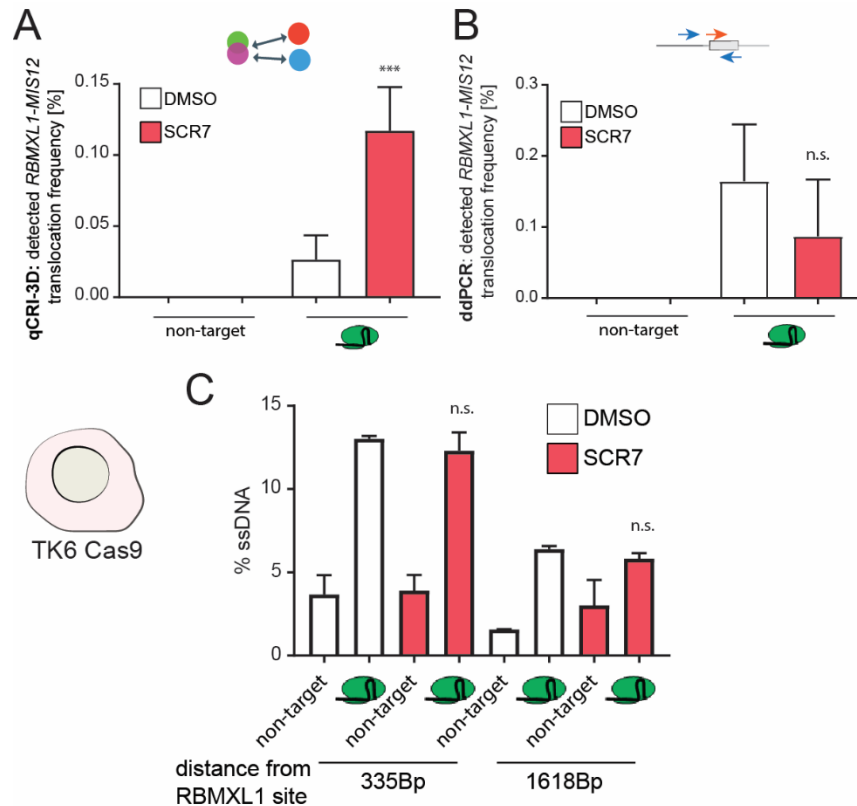 A
qCRI-3D: detected RBMXL1-MIS12
translocation frequency [%]
0.15
0.10
0.05
0.00
DMSO
SCR7
***
non-target
B
ddPCR: detected RBMXL1-MIS12
translocation frequency [%]
0.3
0.2
0.1
0.0
DMSO
SCR7
n.s.
non-target
TK6 Cas9
C
% ssDNA
15
10
5
0
n.s.
DMSO
SCR7
n.s.
non-target
non-target
non-target
non-target
distance from
RBMXL1 site
335Bp
1618Bp